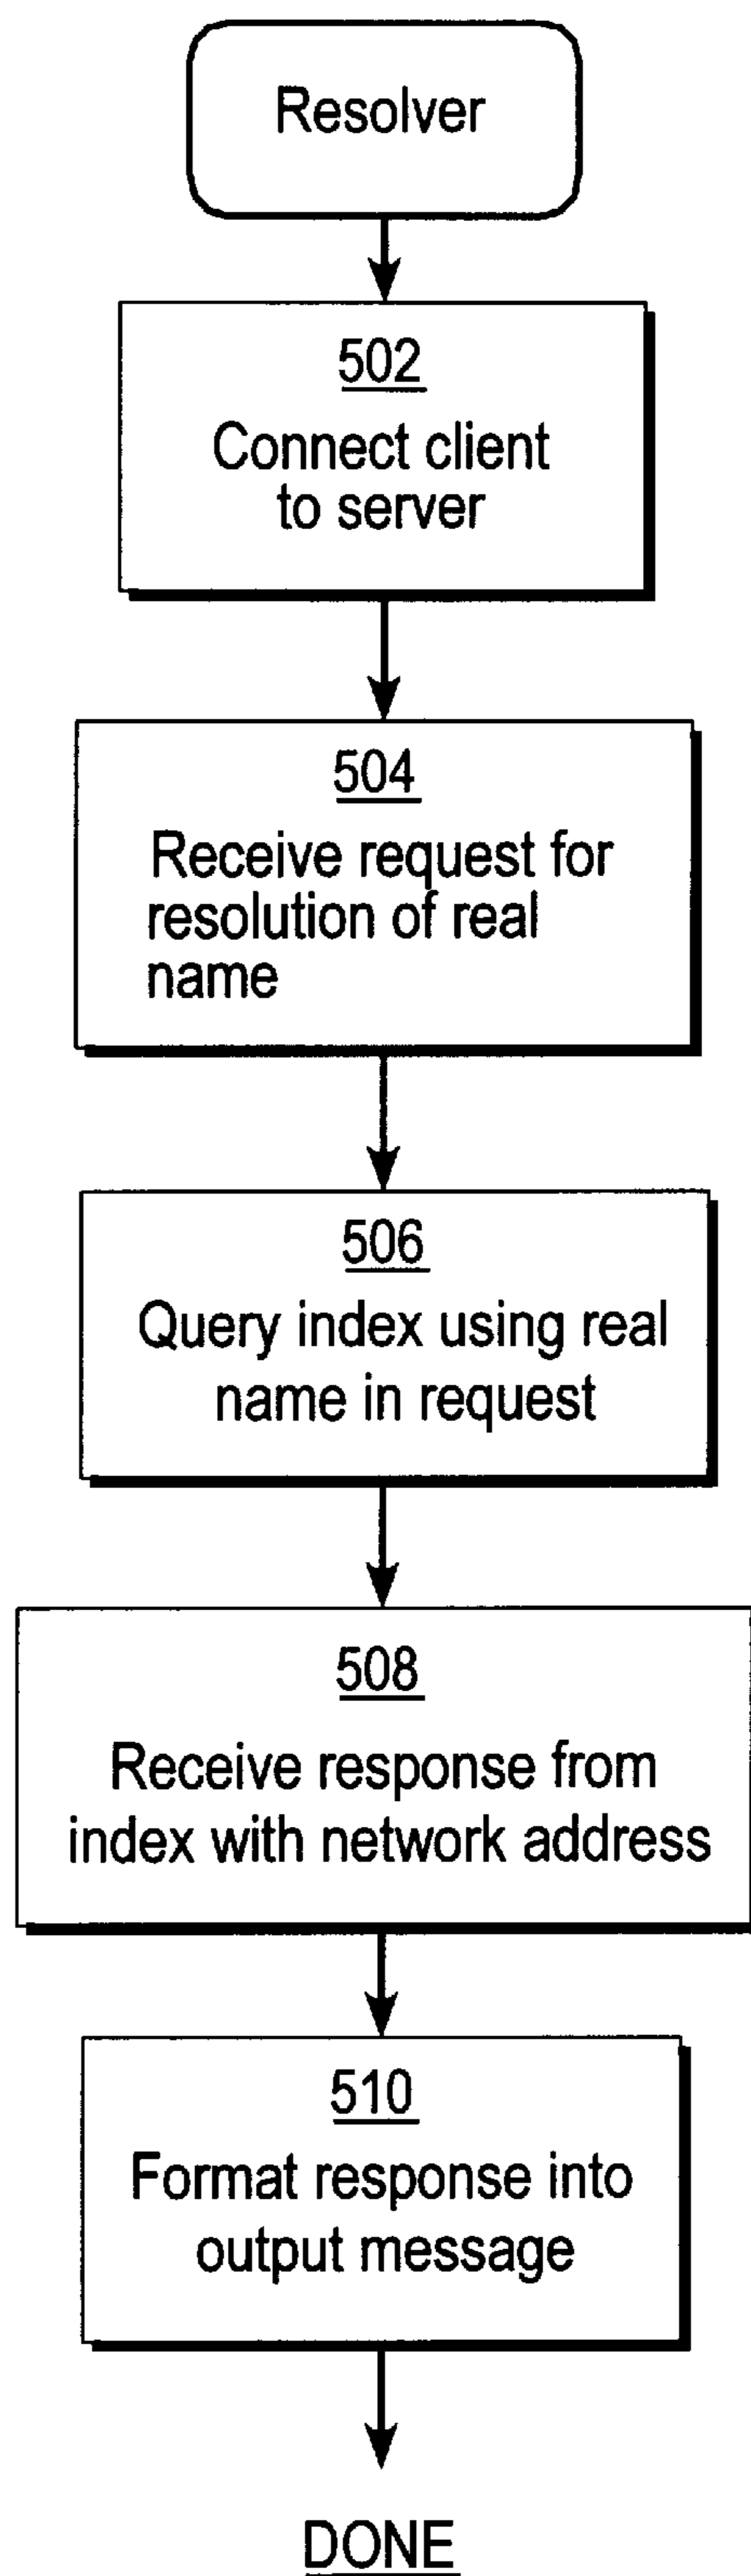 Resolver
502
Connect client
to server
504
Receive request for
resolution of real
name
506
Query index using real
name in request
508
Receive response from
index with network address
510
Format response into
output message
DONE